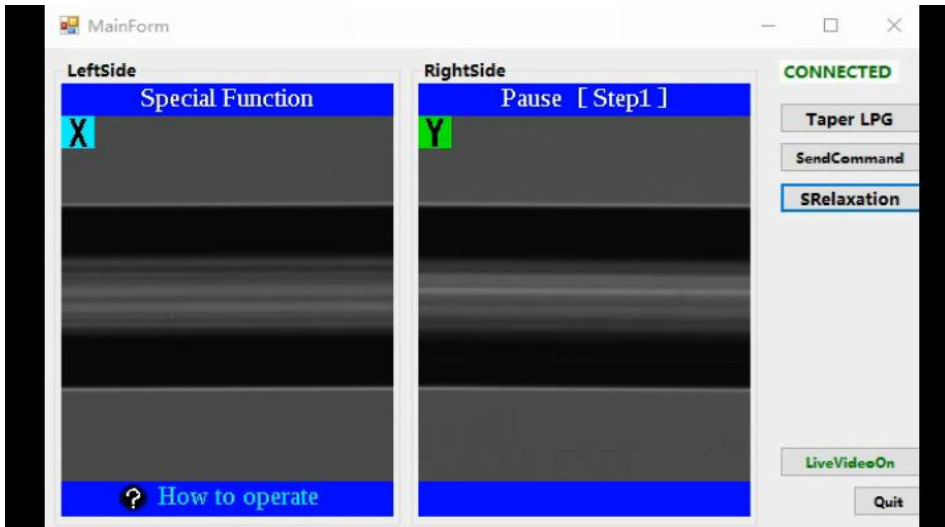 MainForm
LeftSide
Special Function
X
? How to operate
RightSide
Pause [ Step1 ]
Y
CONNECTED
Taper LPG
SendCommand
SRelaxation
LiveVideoOn
Quit